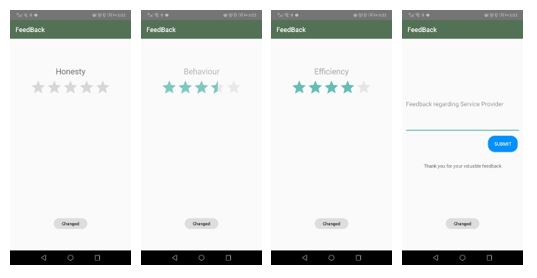 FeedBack
Honesty
Changed
FeedBack
Behaviour
Changed
FeedBack
Efficiency
Changed
FeedBack
Feedback regarding Service Provider
SUBMIT
Thank you for your valuable feedback
Changed